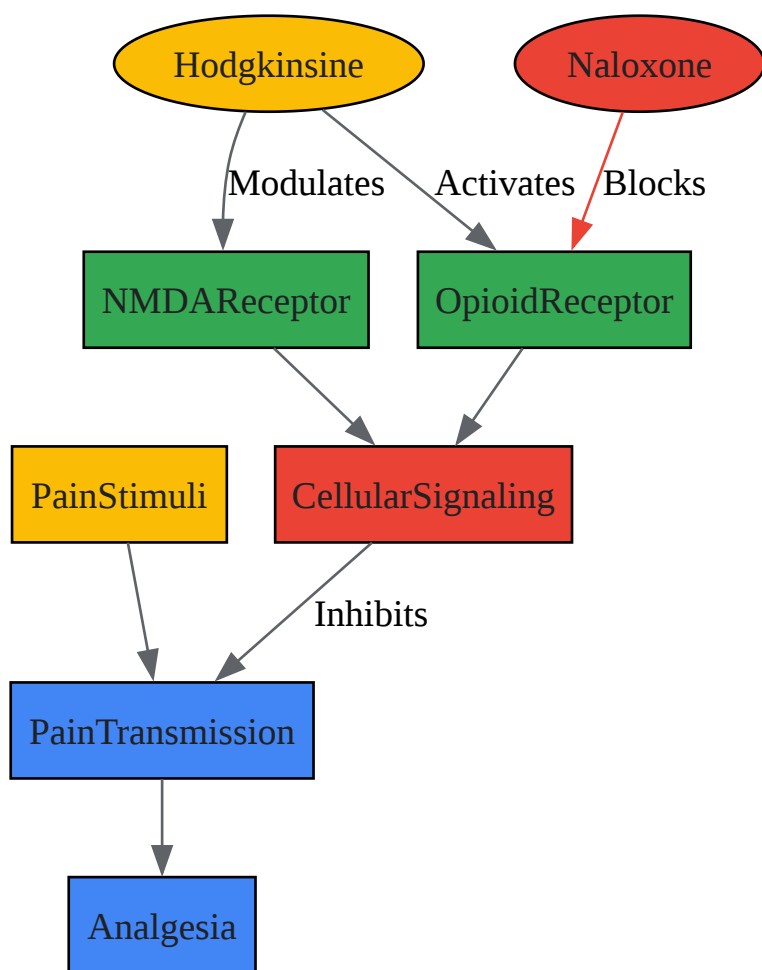 Hodgkinsine
Naloxone
Modulates
Activates
Blocks
NMDAReceptor
OpioidReceptor
PainStimuli
CellularSignaling
Inhibits
PainTransmission
Analgesia